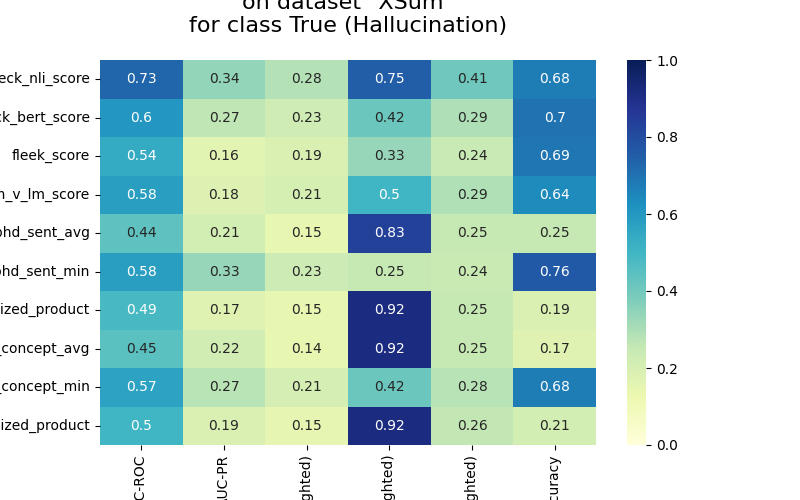 on dataset "XSum"
for class True (Hallucination)
eck_nli_score 0.73 0.34 0.28 0.75 0.41 0.68
ck_bert_score 0.6 0.27 0.23 0.42 0.29 0.7
fleek_score 0.54 0.16 0.19 0.33 0.24 0.69
n_v_lm_score 0.58 0.18 0.21 0.5 0.29 0.64
ohd_sent_avg 0.44 0.21 0.15 0.83 0.25 0.25
ohd_sent_min 0.58 0.33 0.23 0.25 0.24 0.76
ized_product 0.49 0.17 0.15 0.92 0.25 0.19
_concept_avg 0.45 0.22 0.14 0.92 0.25 0.17
_concept_min 0.57 0.27 0.21 0.42 0.28 0.68
ized_product 0.5 0.19 0.15 0.92 0.26 0.21
C-ROC
UC-PR
ghted)
ghted)
ghted)
curacy
1.0
0.8
0.6
0.4
0.2
0.0